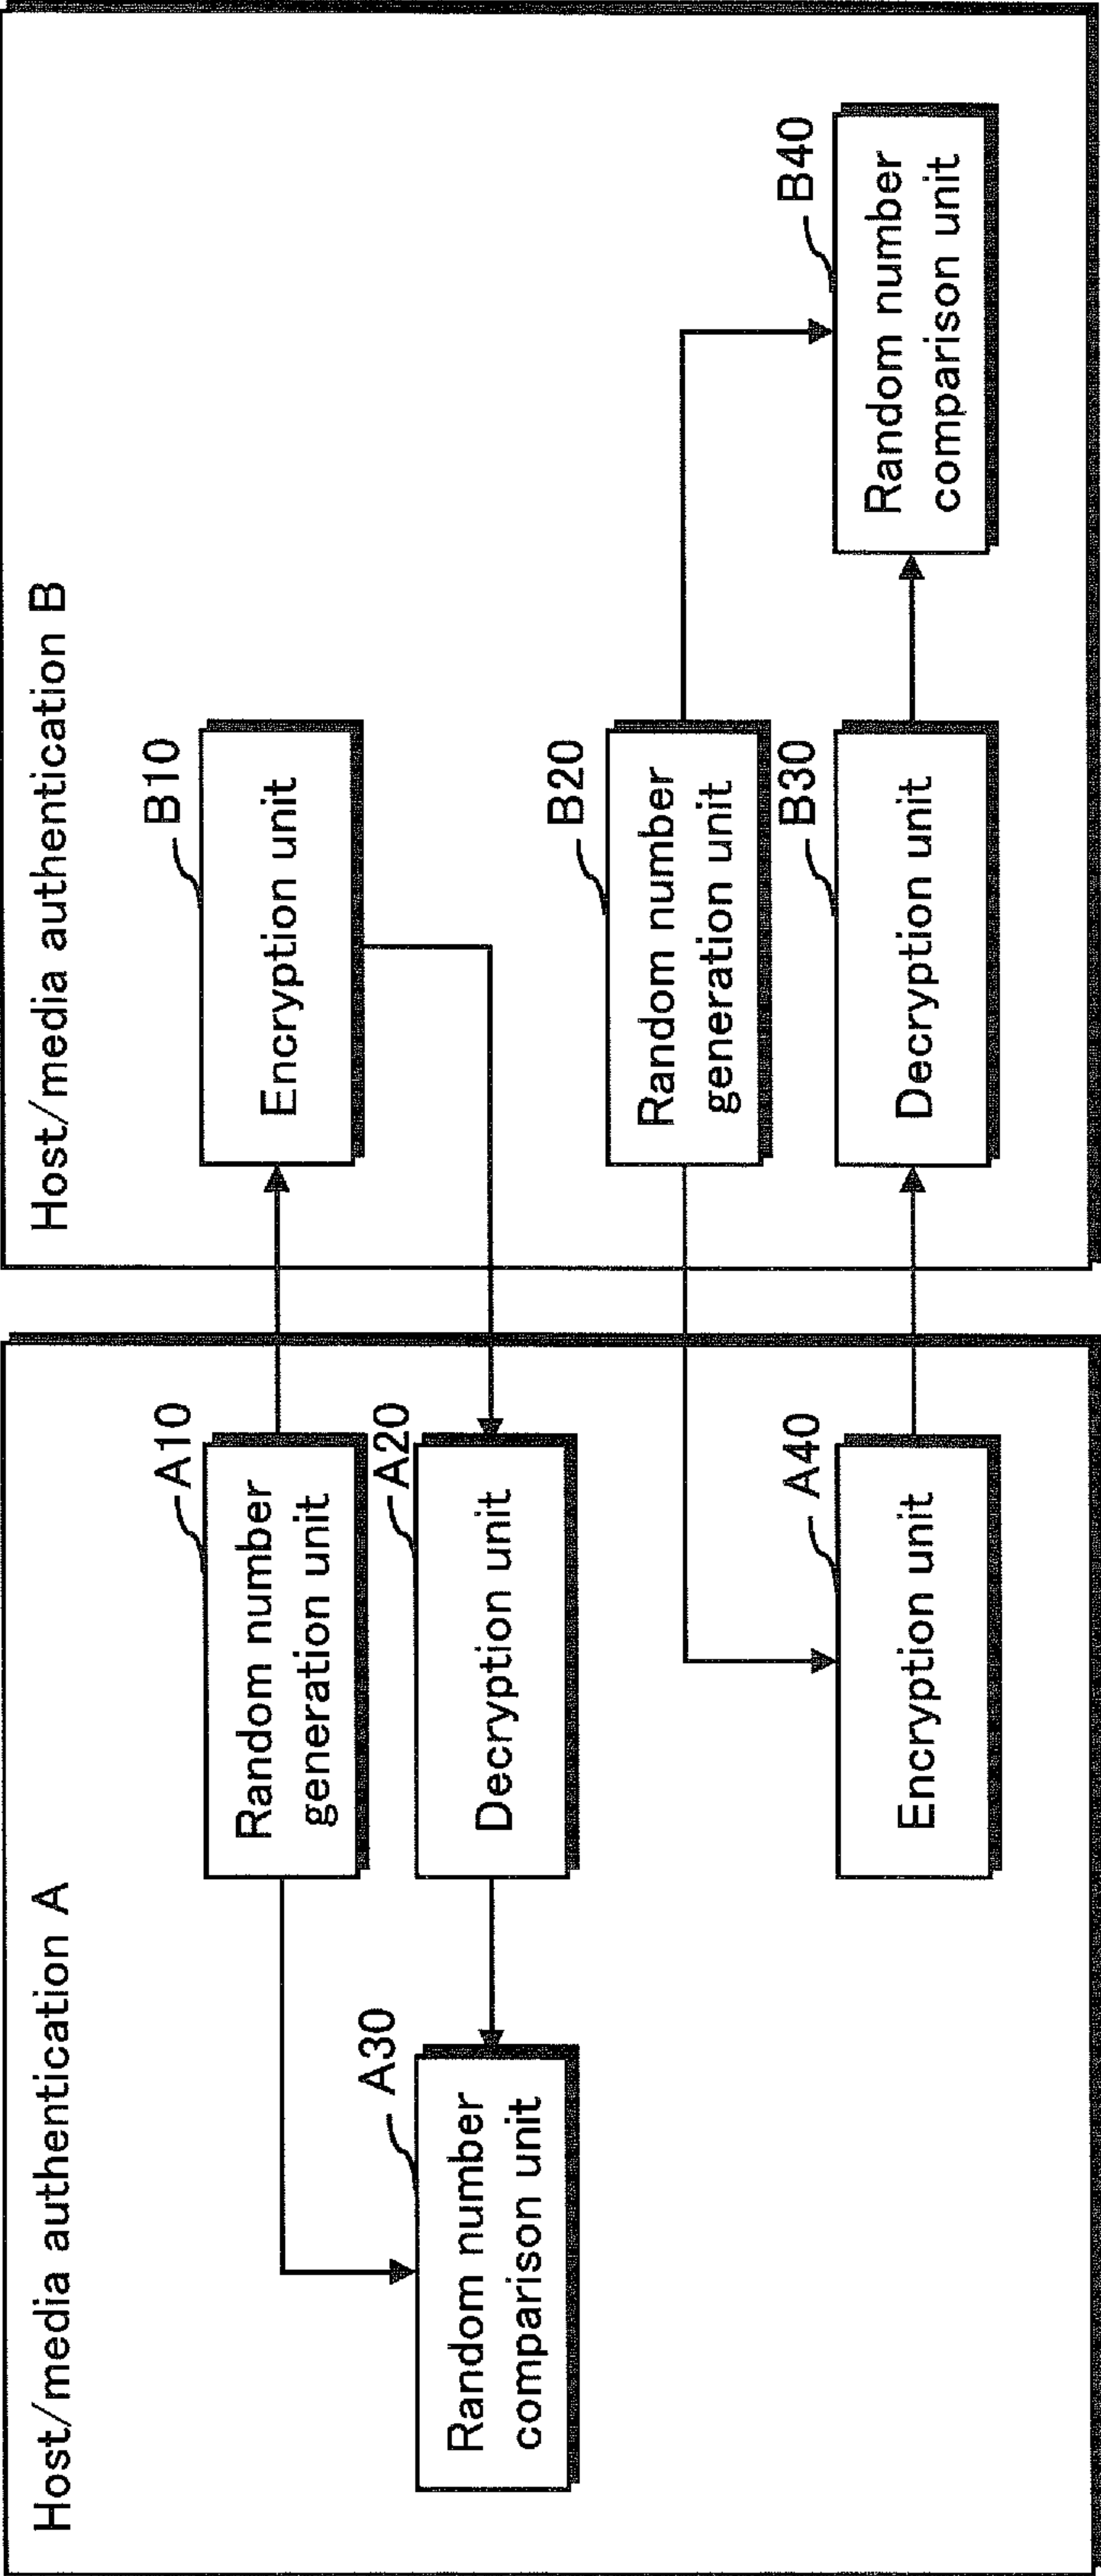 Host/media authentication A
A10
Random number
generation unit
A20
Decryption unit
A30
Random number
comparison unit
A40
Encryption unit
Host/media authentication B
B10
Encryption unit
B20
Random number
generation unit
B30
Decryption unit
B40
Random number
comparison unit